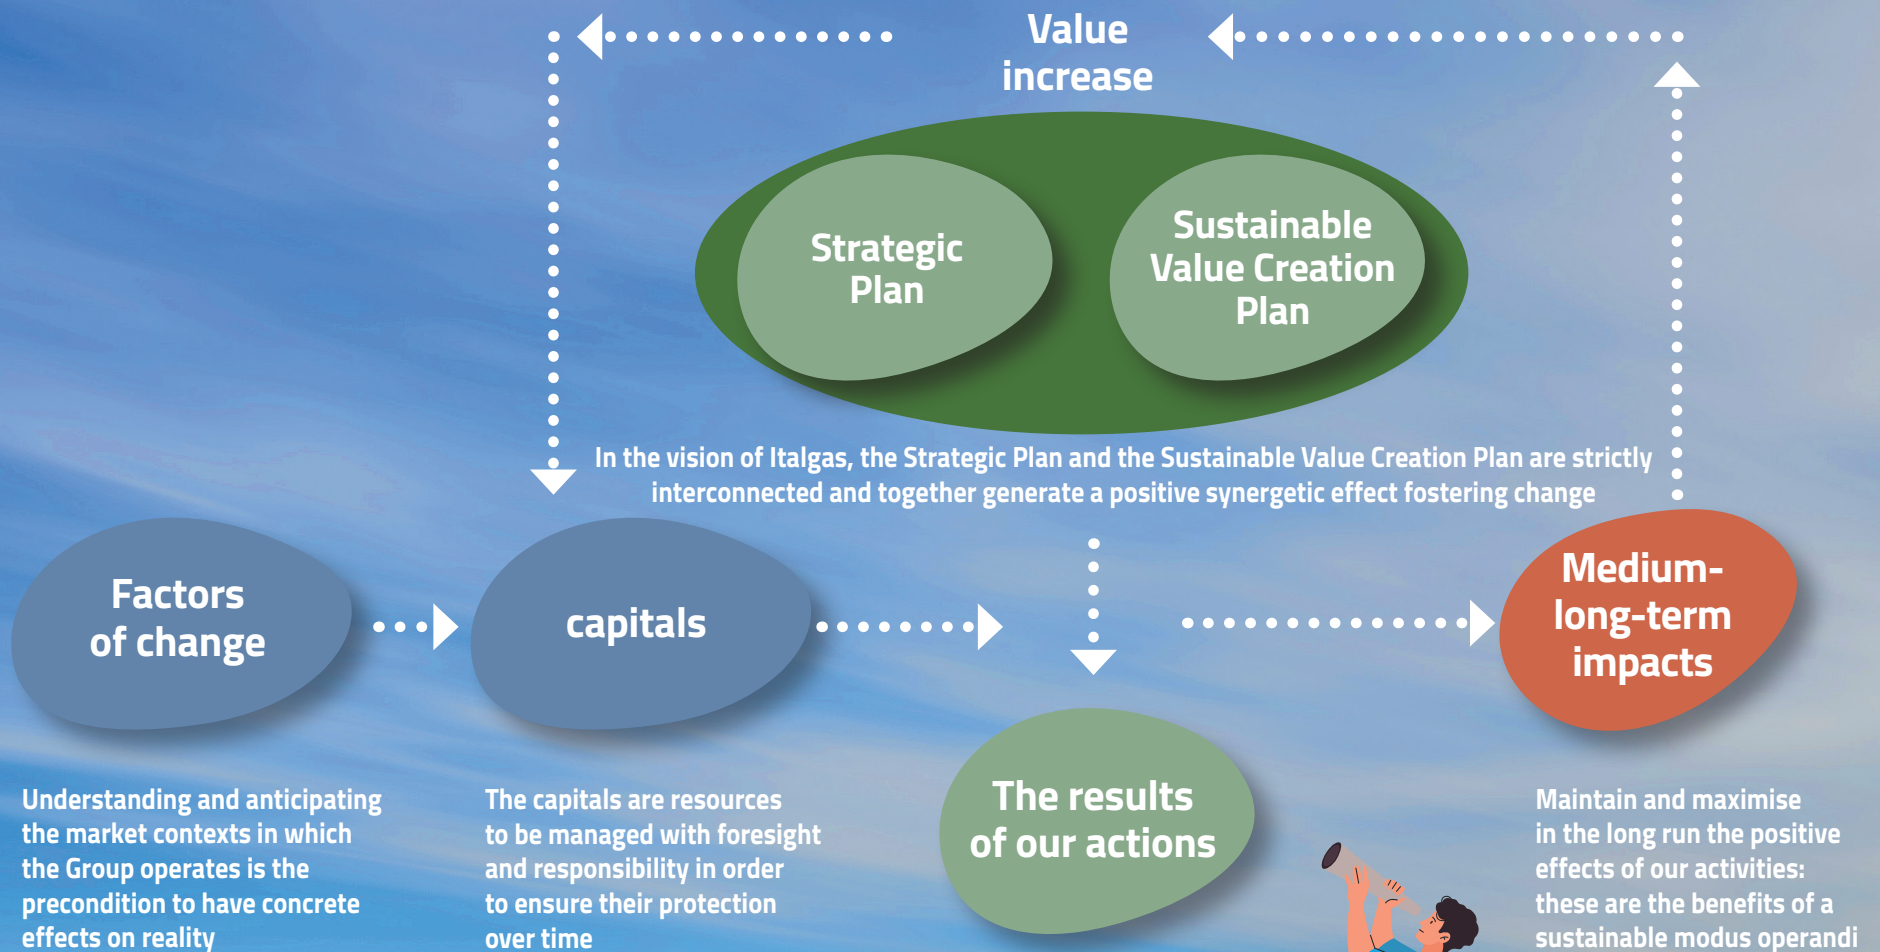 Value
increase
Strategic
Plan
Sustainable
Value Creation
Plan
In the vision of Italgas, the Strategic Plan and the Sustainable Value Creation Plan are strictly
interconnected and together generate a positive synergetic effect fostering change
Factors
of change
capitals
Medium-
long-term
impacts
The results
of our actions
Understanding and anticipating
the market contexts in which
the Group operates is the
precondition to have concrete
effects on reality
The capitals are resources
to be managed with foresight
and responsibility in order
to ensure their protection
over time
Maintain and maximise
in the long run the positive
effects of our activities:
these are the benefits of a
sustainable modus operandi